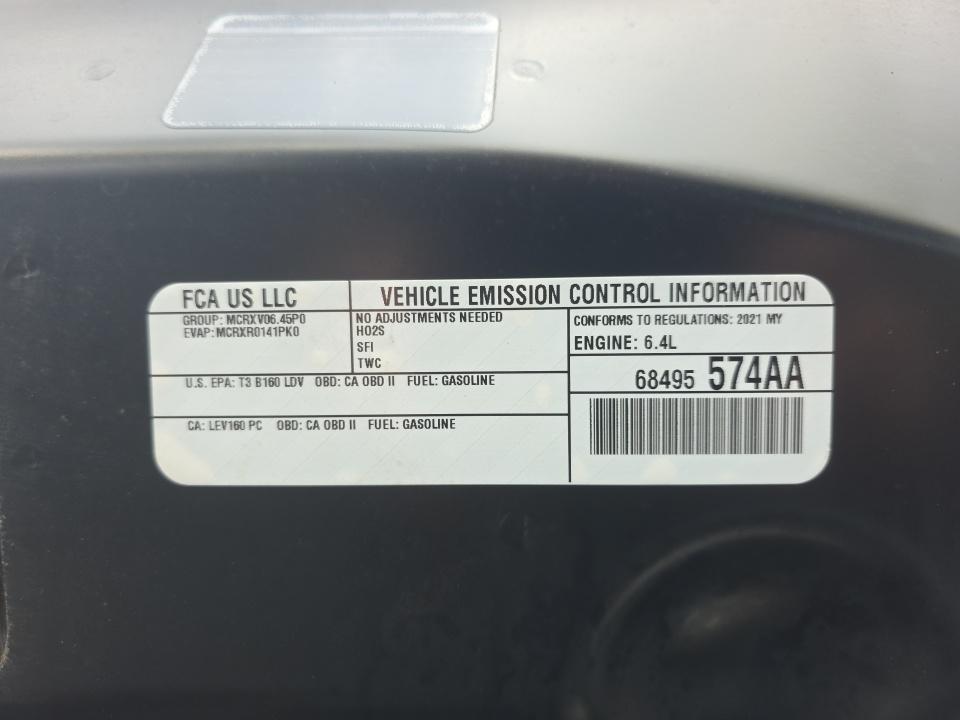 FCA US LLC
VEHICLE EMISSION CONTROL INFORMATION
GROUP: MCRXV06.45P0
EVAP: MCRXR0141PK0
NO ADJUSTMENTS NEEDED
HO2S
SFI
TWC
CONFORMS TO REGULATIONS: 2021 MY
ENGINE: 6.4L
68495 574AA
U.S. EPA: T3 B160 LDV OBD: CA OBD II FUEL: GASOLINE
CA: LEV160 PC OBD: CA OBD II FUEL: GASOLINE